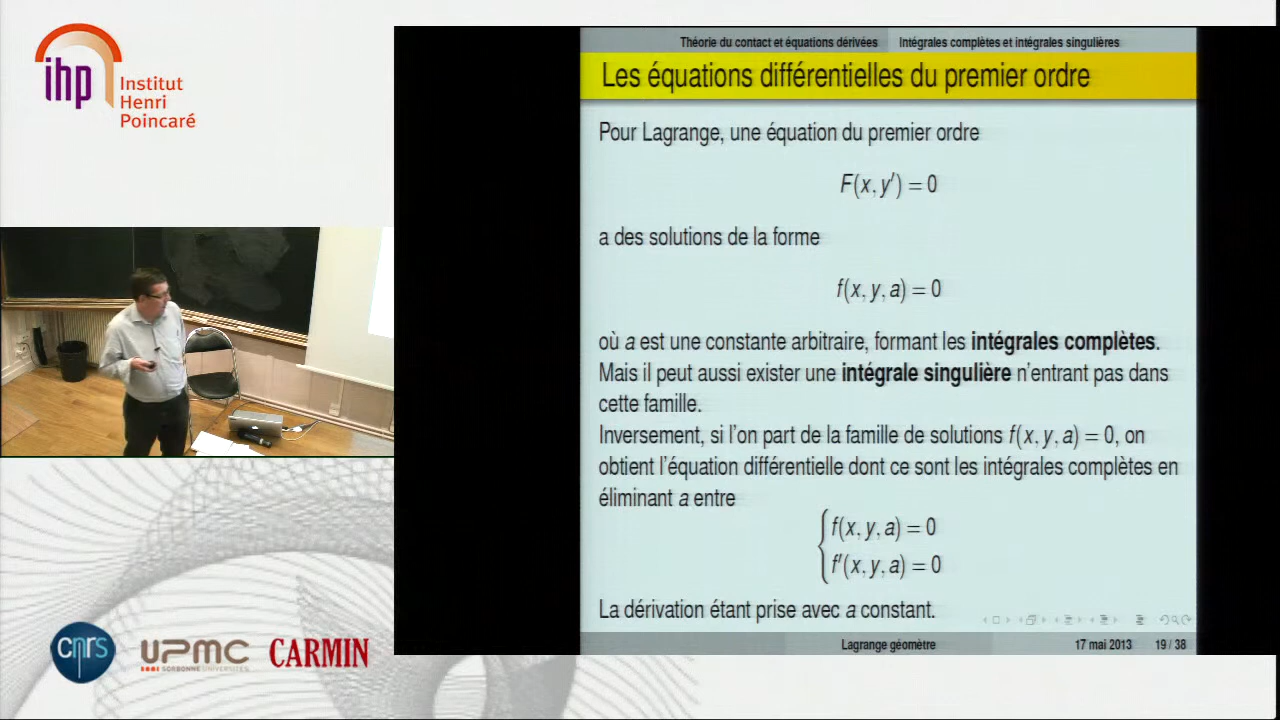 ihp
Institut
Henri
Poincaré
Théorie du contact et équations dérivées Intégrales complètes et intégrales singulières
Les équations différentielles du premier ordre
Pour Lagrange, une équation du premier ordre
F(x, y′) = 0
a des solutions de la forme
f(x, y, a) = 0
où a est une constante arbitraire, formant les intégrales complètes.
Mais il peut aussi exister une intégrale singulière n'entrant pas dans
cette famille.
Inversement, si l'on part de la famille de solutions f(x, y, a) = 0, on
obtient l'équation différentielle dont ce sont les intégrales complètes en
éliminant a entre
f(x, y, a) = 0
f′(x, y, a) = 0
La dérivation étant prise avec a constant.
Lagrange géomètre 17 mai 2013 19 / 38
cnrs UPMC CARMIN
SORBONNE UNIVERSITÉS